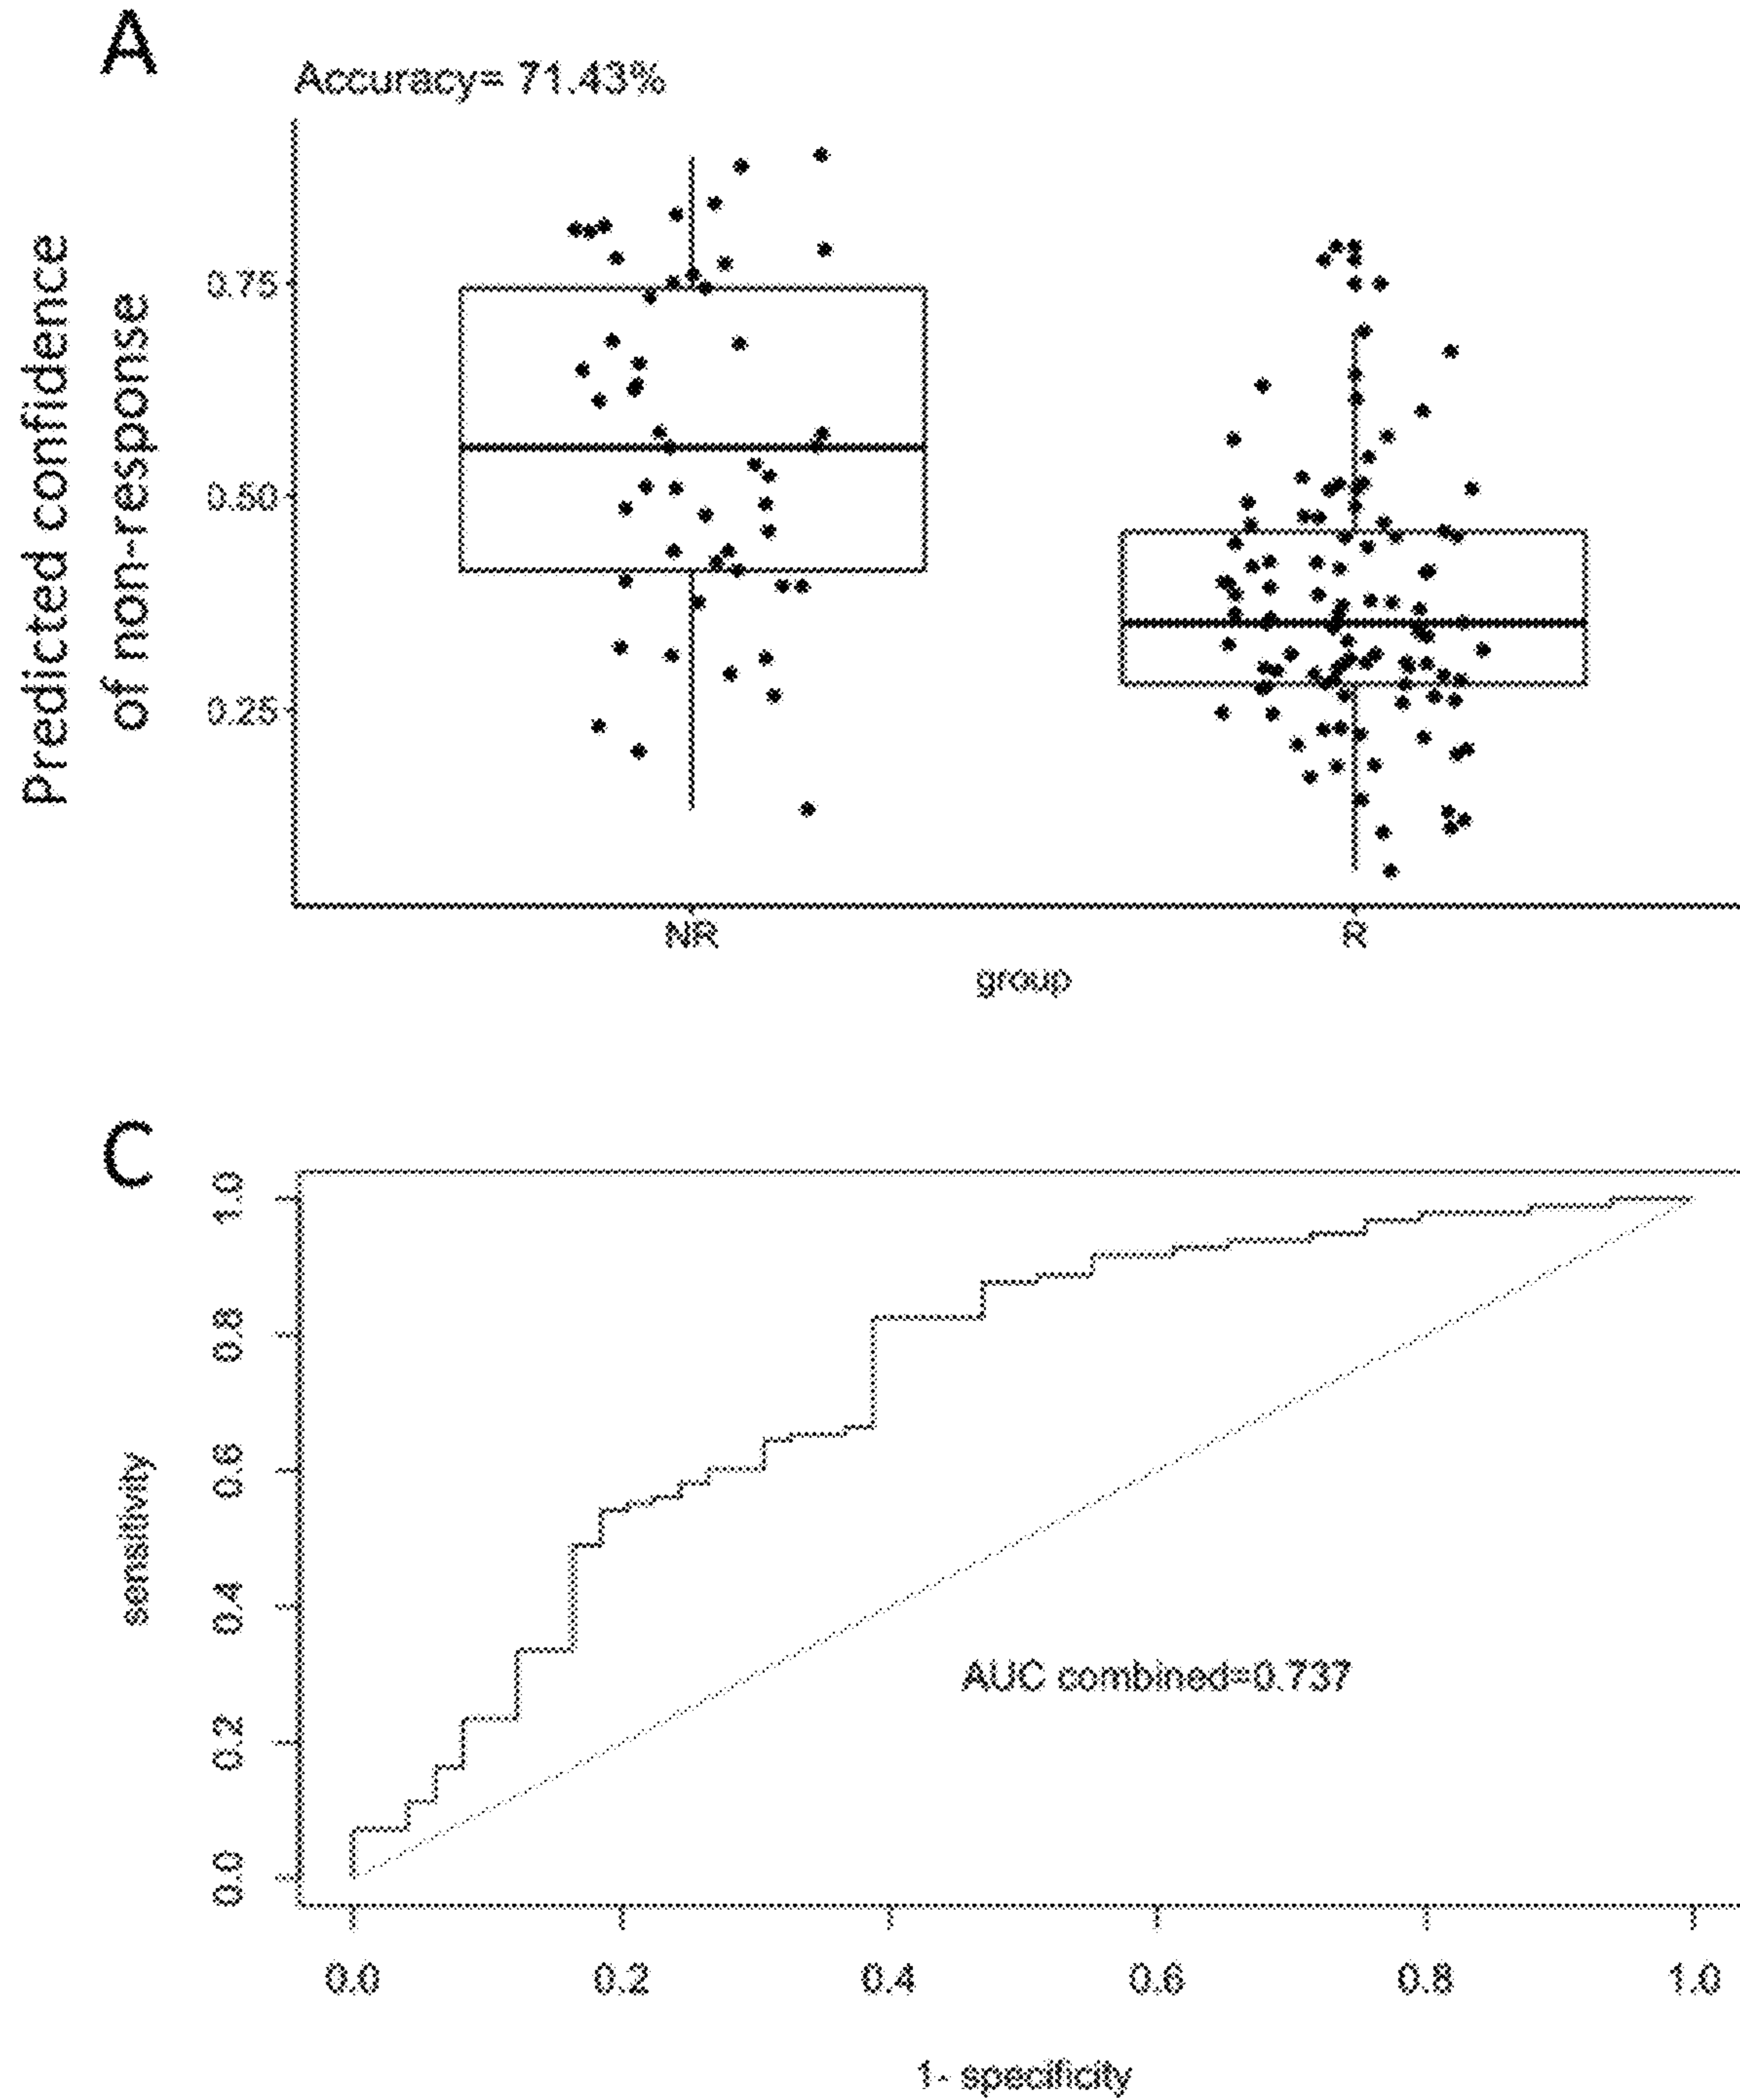 A
Accuracy= 71.43%
Predicted confidence
of non-response
0.75
0.50
0.25
NR
R
group
C
1.0
0.8
0.6
0.4
0.2
0.0
sensitivity
AUC combined=0.737
0.0
0.2
0.4
0.6
0.8
1.0
1- specificity